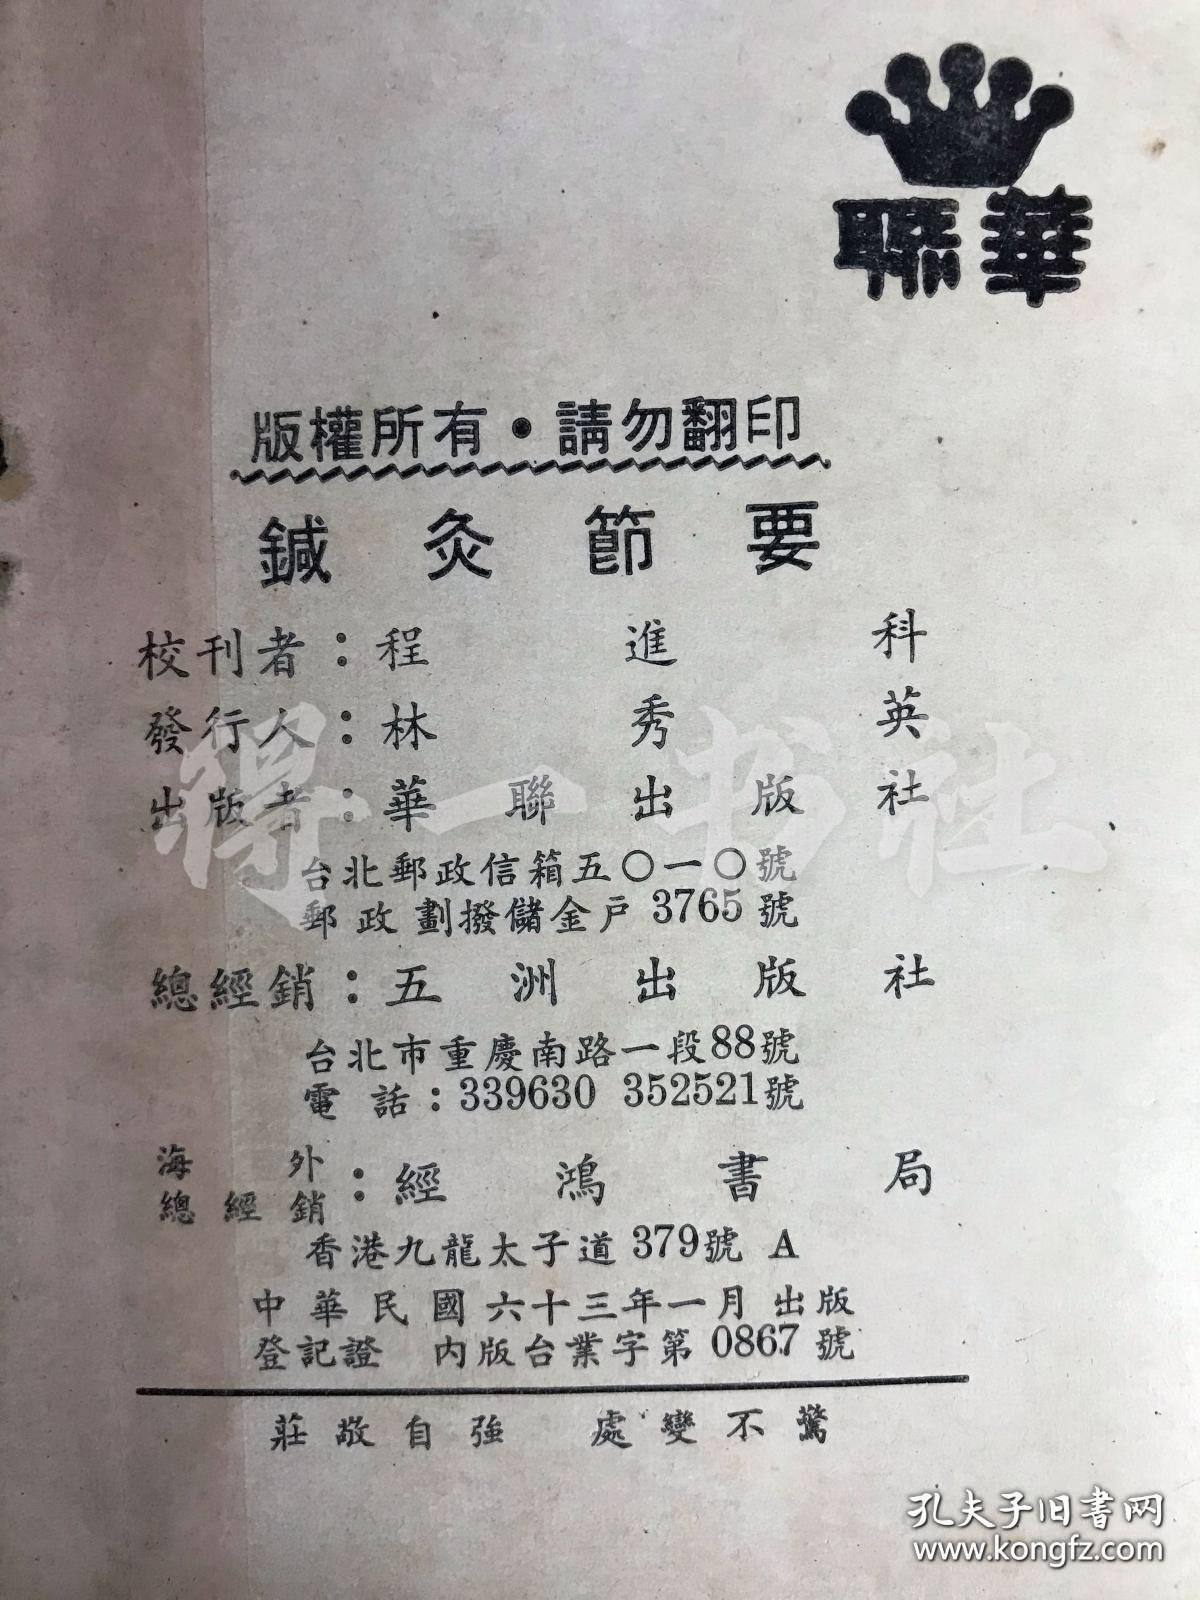 聯華
版權所有·請勿翻印
鍼灸節要
校刊者：程進科
發行人：林秀英
出版者：華聯出版社
台北郵政信箱五〇一〇號
郵政劃撥儲金戶3765號
總經銷：五洲出版社
台北市重慶南路一段88號
電話：339630 352521號
海外總經銷：經鴻書局
香港九龍太子道379號 A
中華民國六十三年一月出版
登記證 內版台業字第0867號
莊敬自強 處變不驚
得一书社
孔夫子旧书网
www.kongfz.com